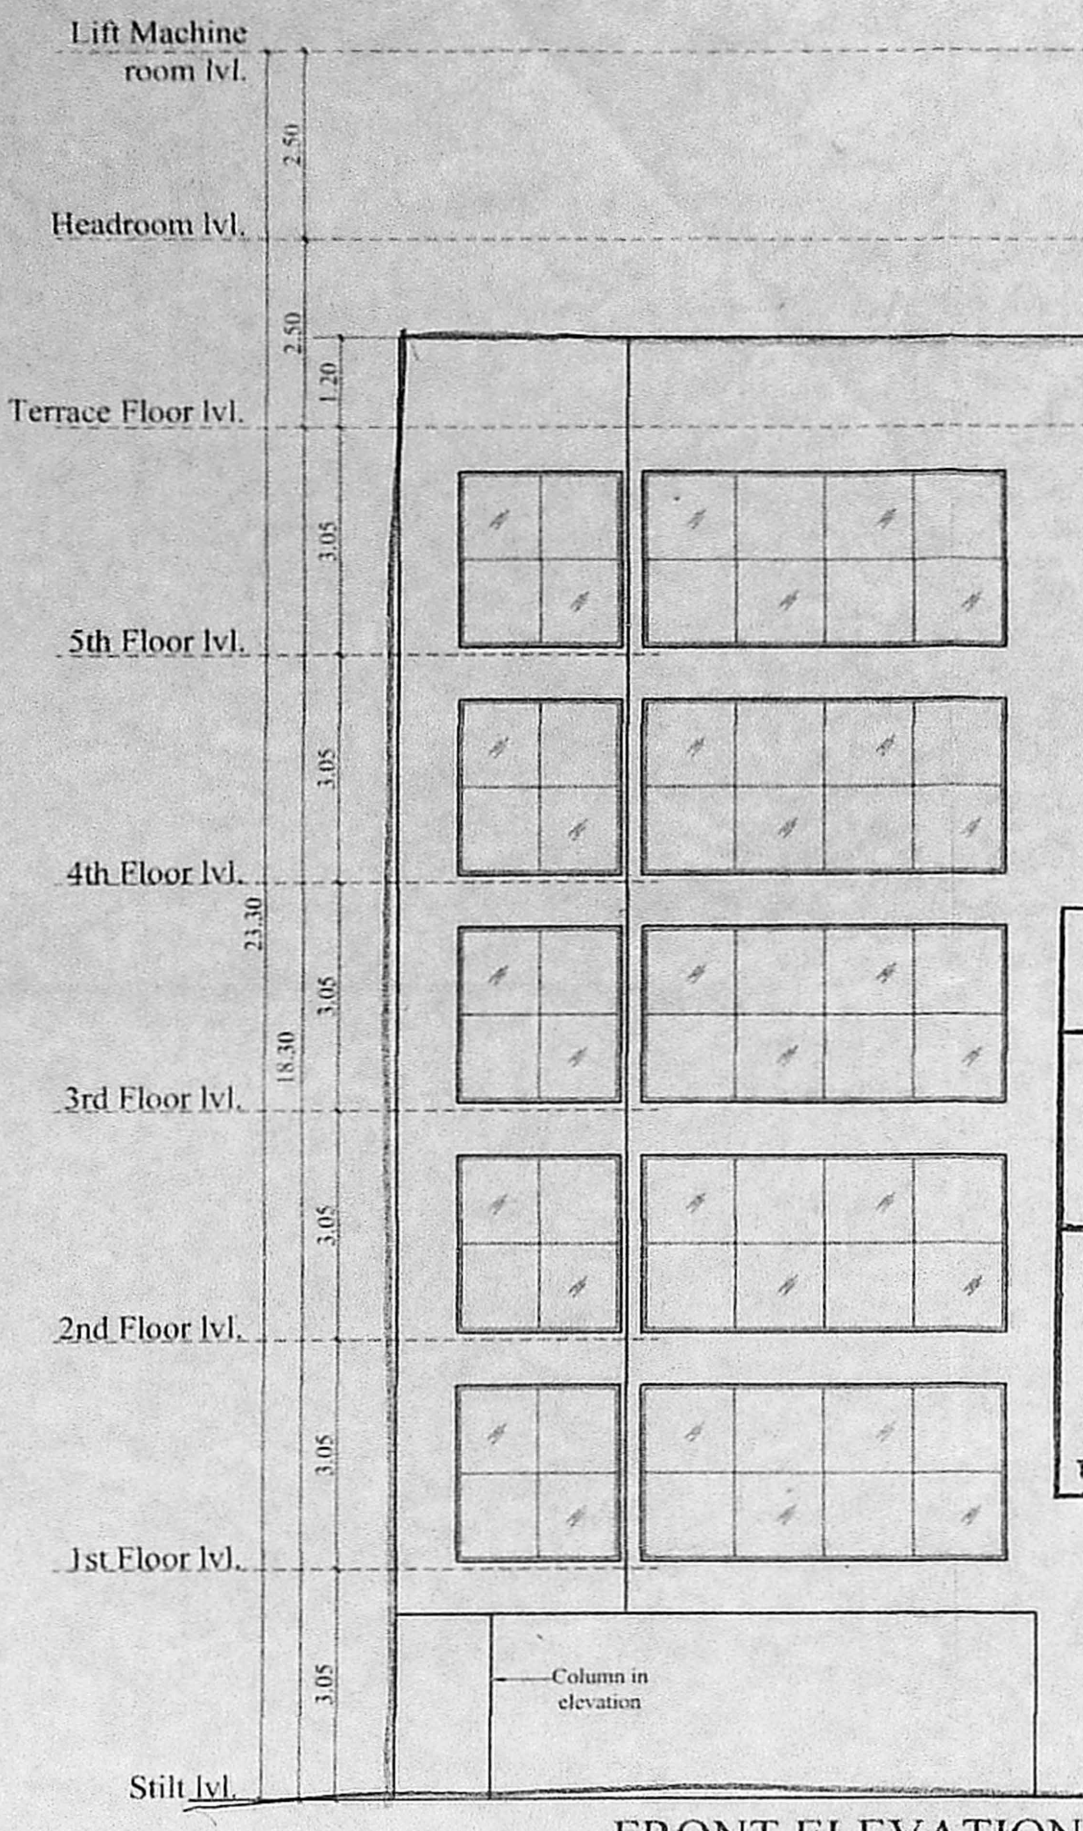 Lift Machine
room lvl.
2.50
Headroom lvl.
2.50
1.20
Terrace Floor lvl.
3.05
5th Floor lvl.
3.05
4th Floor lvl.
23.30
3.05
18.30
3rd Floor lvl.
3.05
2nd Floor lvl.
3.05
1st Floor lvl.
Column in
elevation
3.05
Stilt lvl.
FRONT ELEVATION